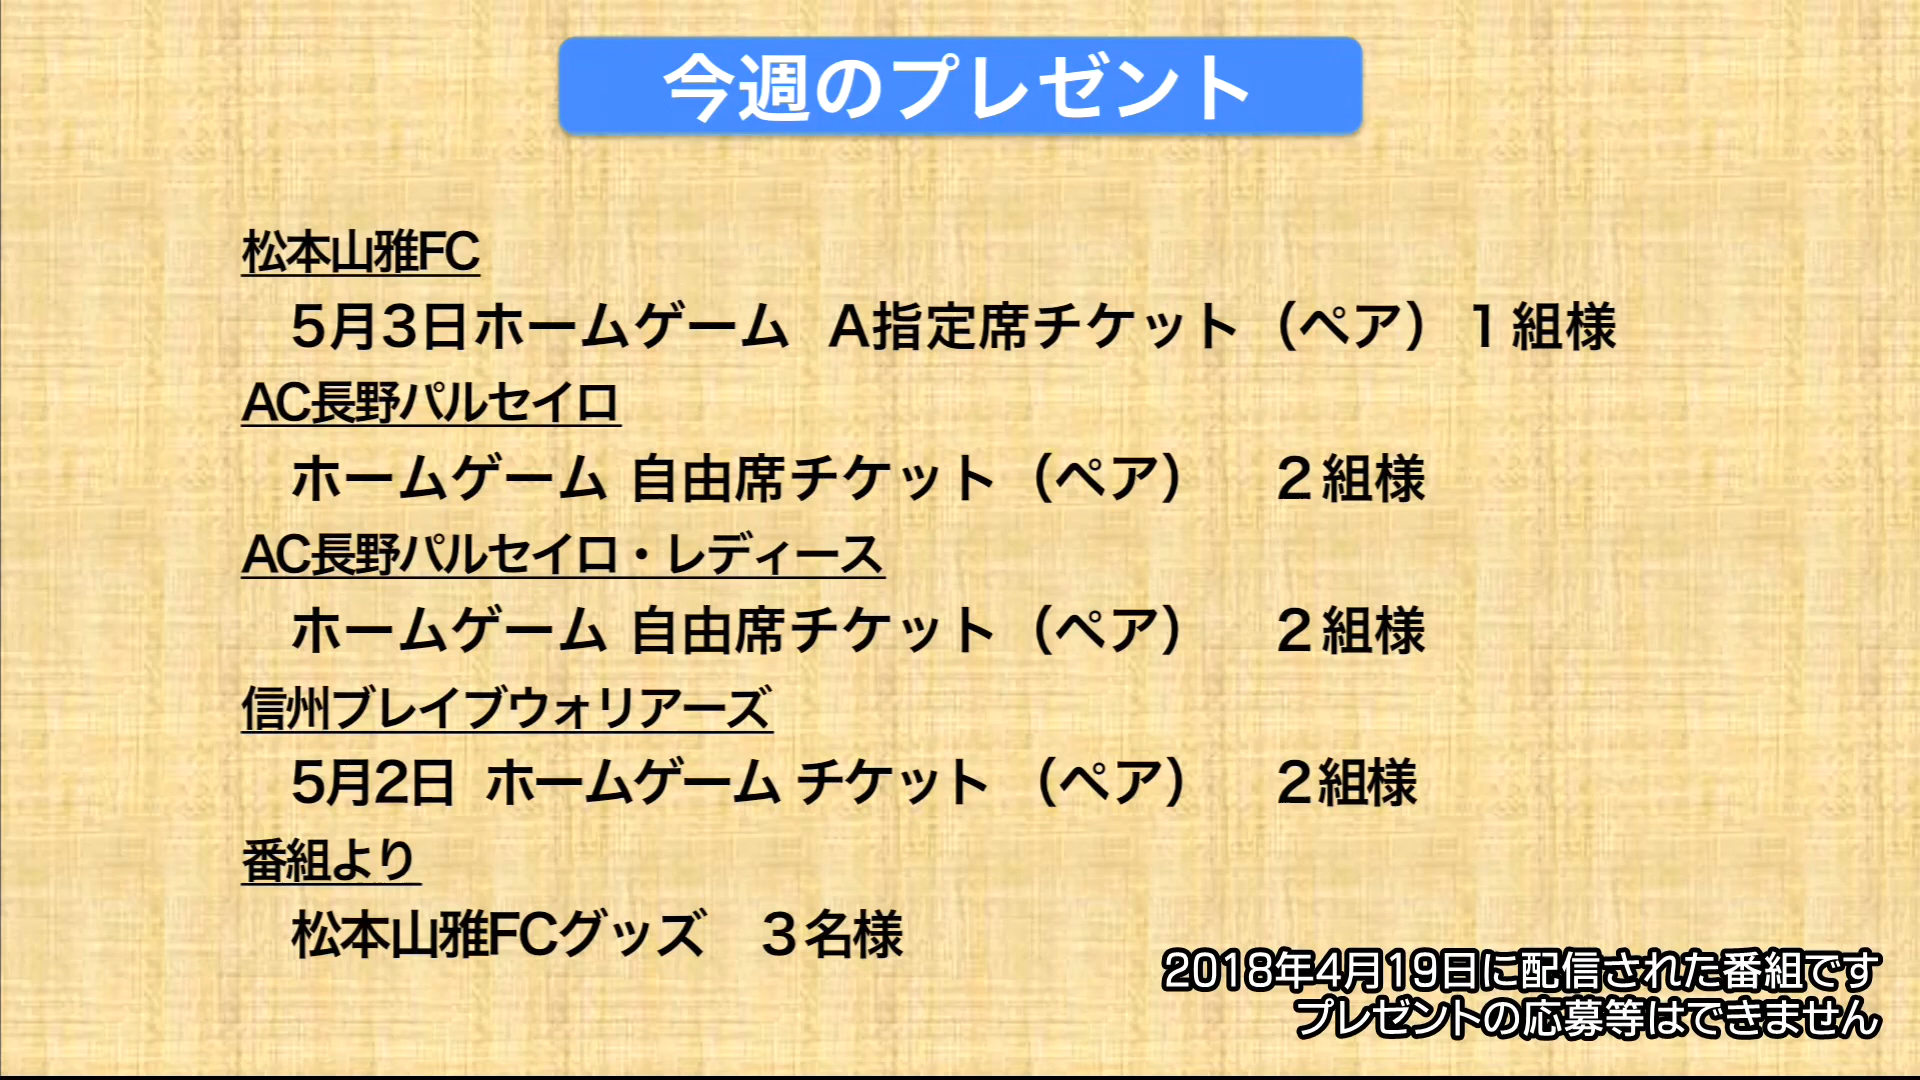 今週のプレゼント
松本山雅FC
5月3日ホームゲーム A指定席チケット（ペア）１組様
AC長野パルセイロ
ホームゲーム 自由席チケット（ペア）　２組様
AC長野パルセイロ・レディース
ホームゲーム 自由席チケット（ペア）　２組様
信州ブレイブウォリアーズ
5月2日 ホームゲーム チケット（ペア）　２組様
番組より
松本山雅FCグッズ　３名様
2018年4月19日に配信された番組です
プレゼントの応募等はできません